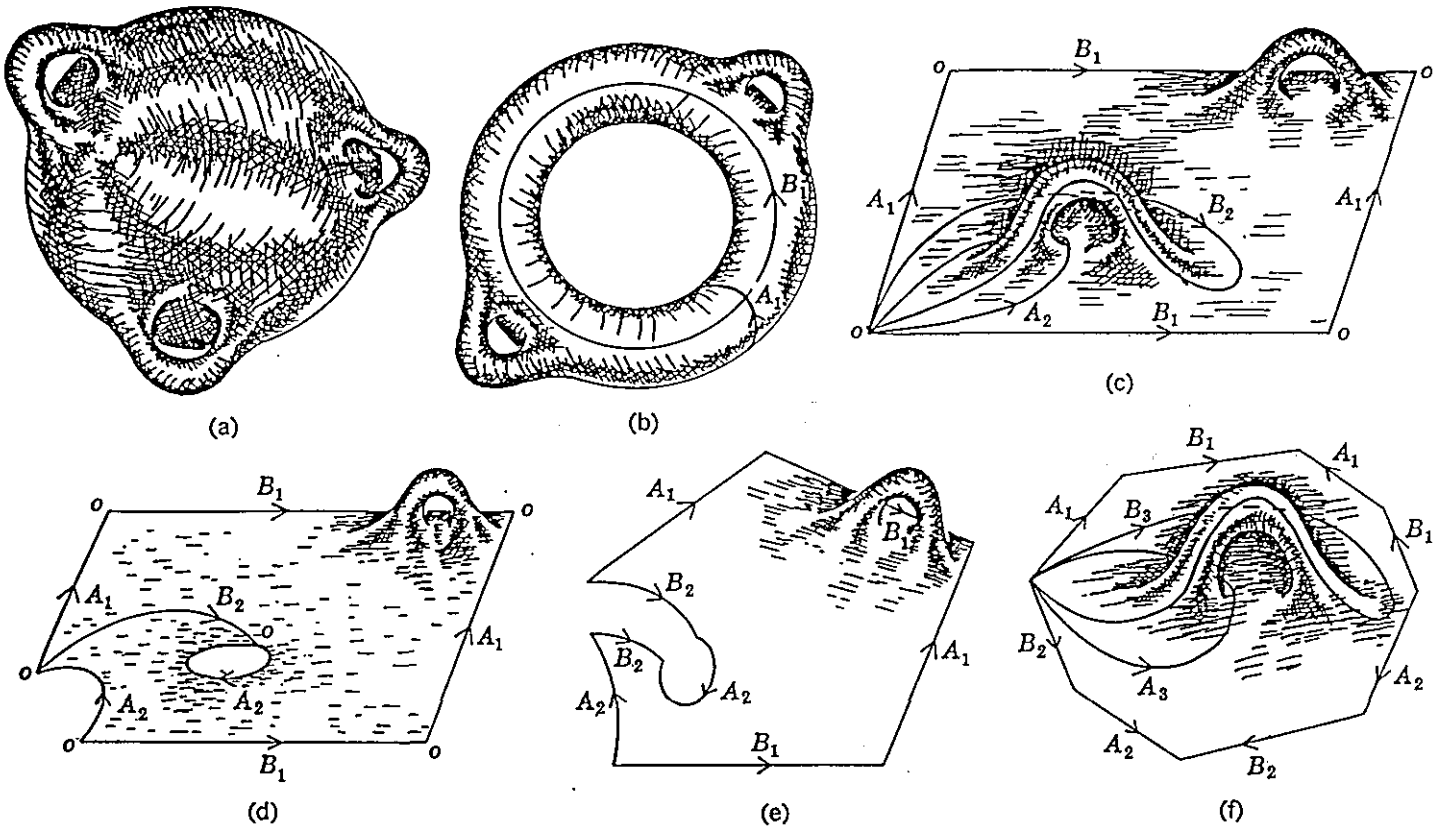 (a)
B₁
A₁
(b)
o B₁ o
A₁ B₂ A₁
A₂
o B₁ o
(c)
o B₁ o
A₁ B₂
o A₁
o A₂ A₂
o B₁ o
(d)
A₁
B₁
B₂
B₂ A₁
A₂ A₂
B₁
(e)
B₁ A₁
A₁ B₃
B₁
B₂
A₃ A₂
A₂ B₂
(f)